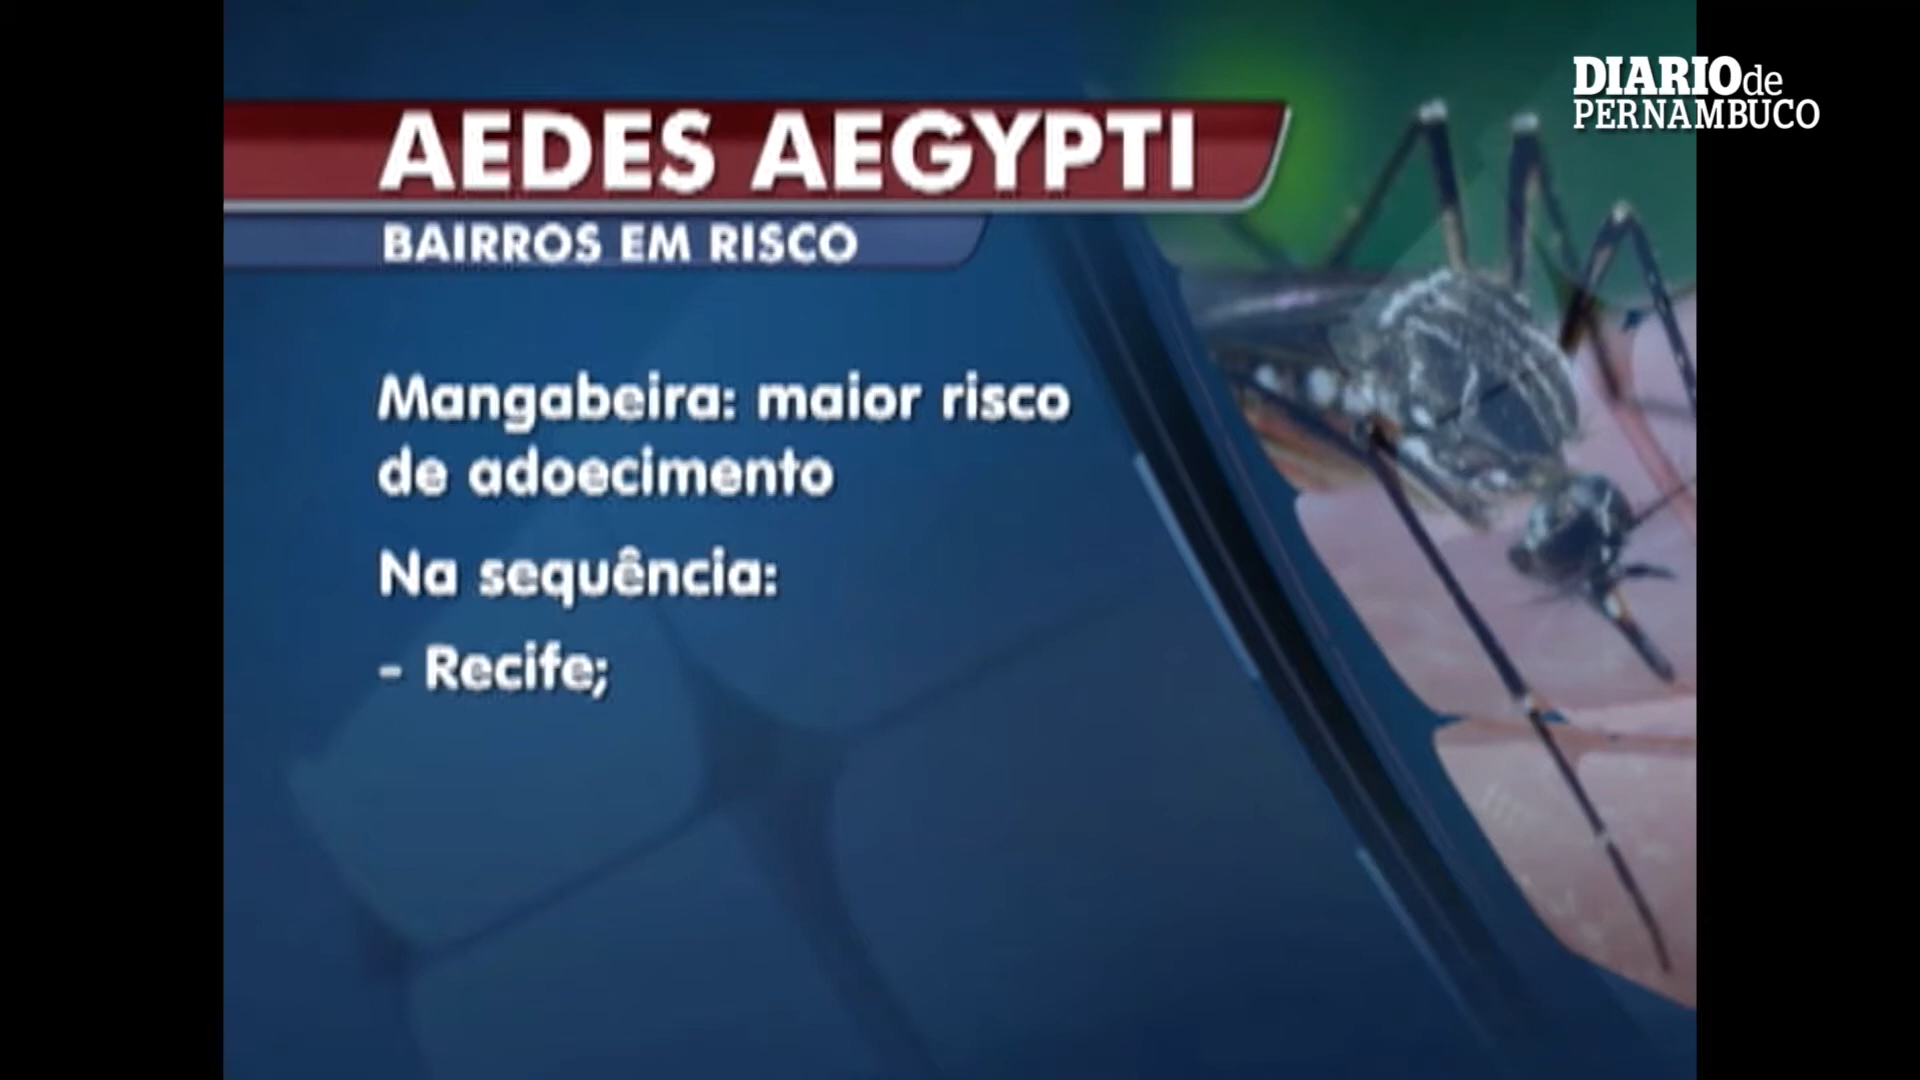 DIARIO de
PERNAMBUCO
AEDES AEGYPTI
BAIRROS EM RISCO
Mangabeira: maior risco
de adoecimento
Na sequência:
- Recife;